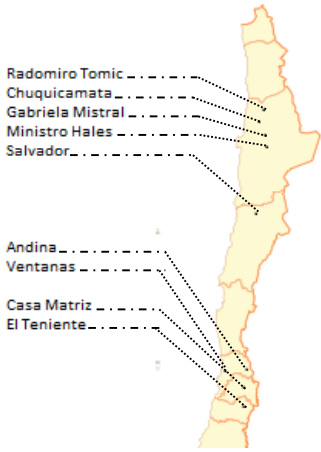 Radomiro Tomic
Chuquicamata
Gabriela Mistral
Ministro Hales
Salvador
Andina
Ventanas
Casa Matriz
El Teniente